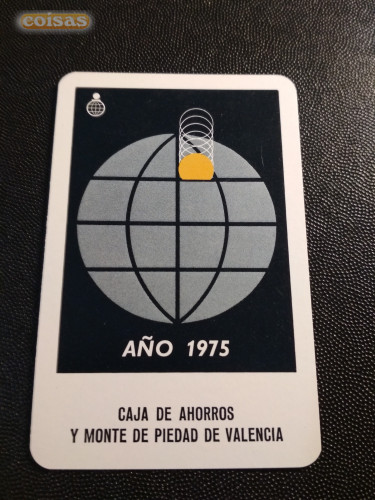 coisas
AÑO 1975
CAJA DE AHORROS
Y MONTE DE PIEDAD DE VALENCIA